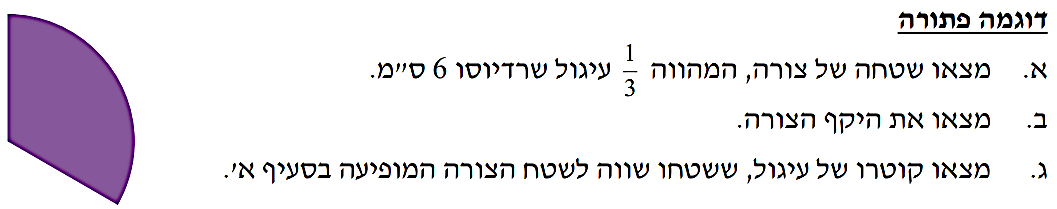 דוגמה פתורה
א. מצאו שטחה של צורה, המהווה 1/3 עיגול שרדיוסו 6 ס״מ.
ב. מצאו את היקף הצורה.
ג. מצאו קוטרו של עיגול, ששטחו שווה לשטח הצורה המופיעה בסעיף א׳.